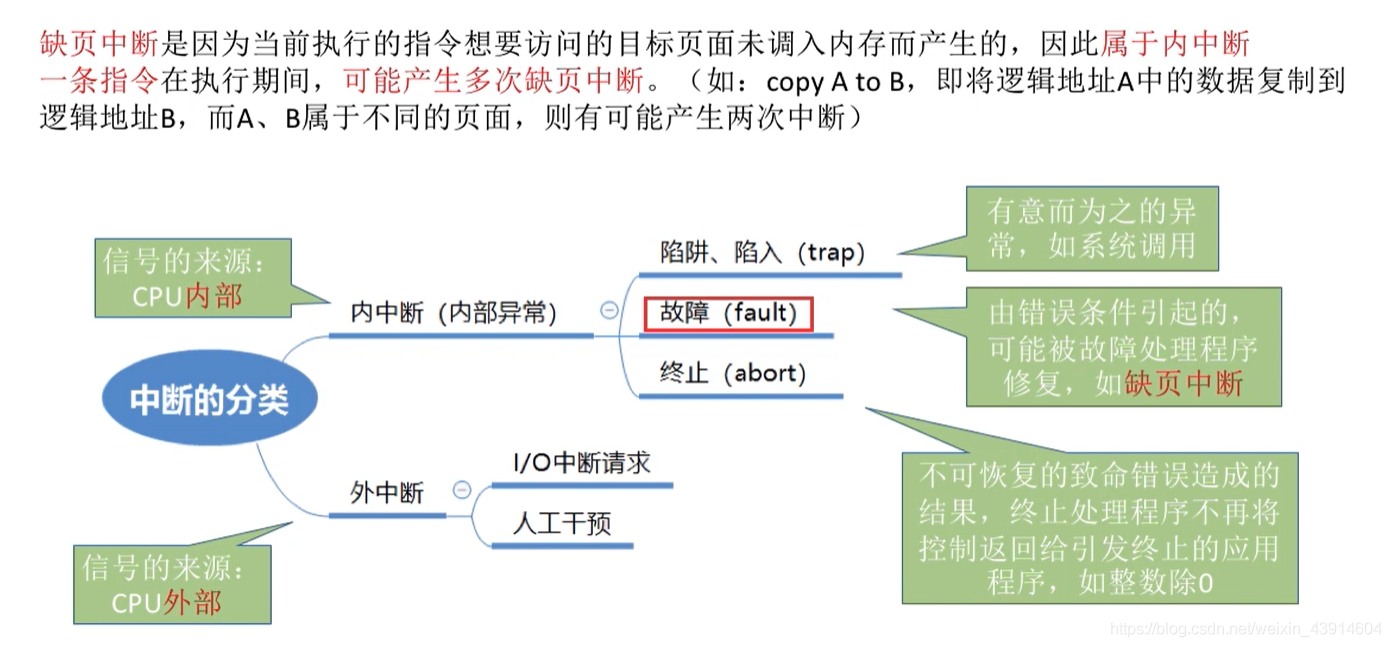 缺页中断是因为当前执行的指令想要访问的目标页面未调入内存而产生的，因此属于内中断
一条指令在执行期间，可能产生多次缺页中断。（如：copy A to B，即将逻辑地址A中的数据复制到
逻辑地址B，而A、B属于不同的页面，则有可能产生两次中断）
有意而为之的异
常，如系统调用
陷阱、陷入（trap）
信号的来源：
CPU内部
内中断（内部异常）
故障（fault）
由错误条件引起的，
可能被故障处理程序
修复，如缺页中断
终止（abort）
中断的分类
I/O中断请求
外中断
人工干预
不可恢复的致命错误造成的
结果，终止处理程序不再将
控制返回给引发终止的应用
程序，如整数除0
信号的来源：
CPU外部
https://blog.csdn.net/weixin_43914604